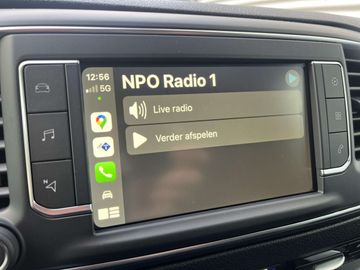 12:56
5G
NPO Radio 1
Live radio
Verder afspelen